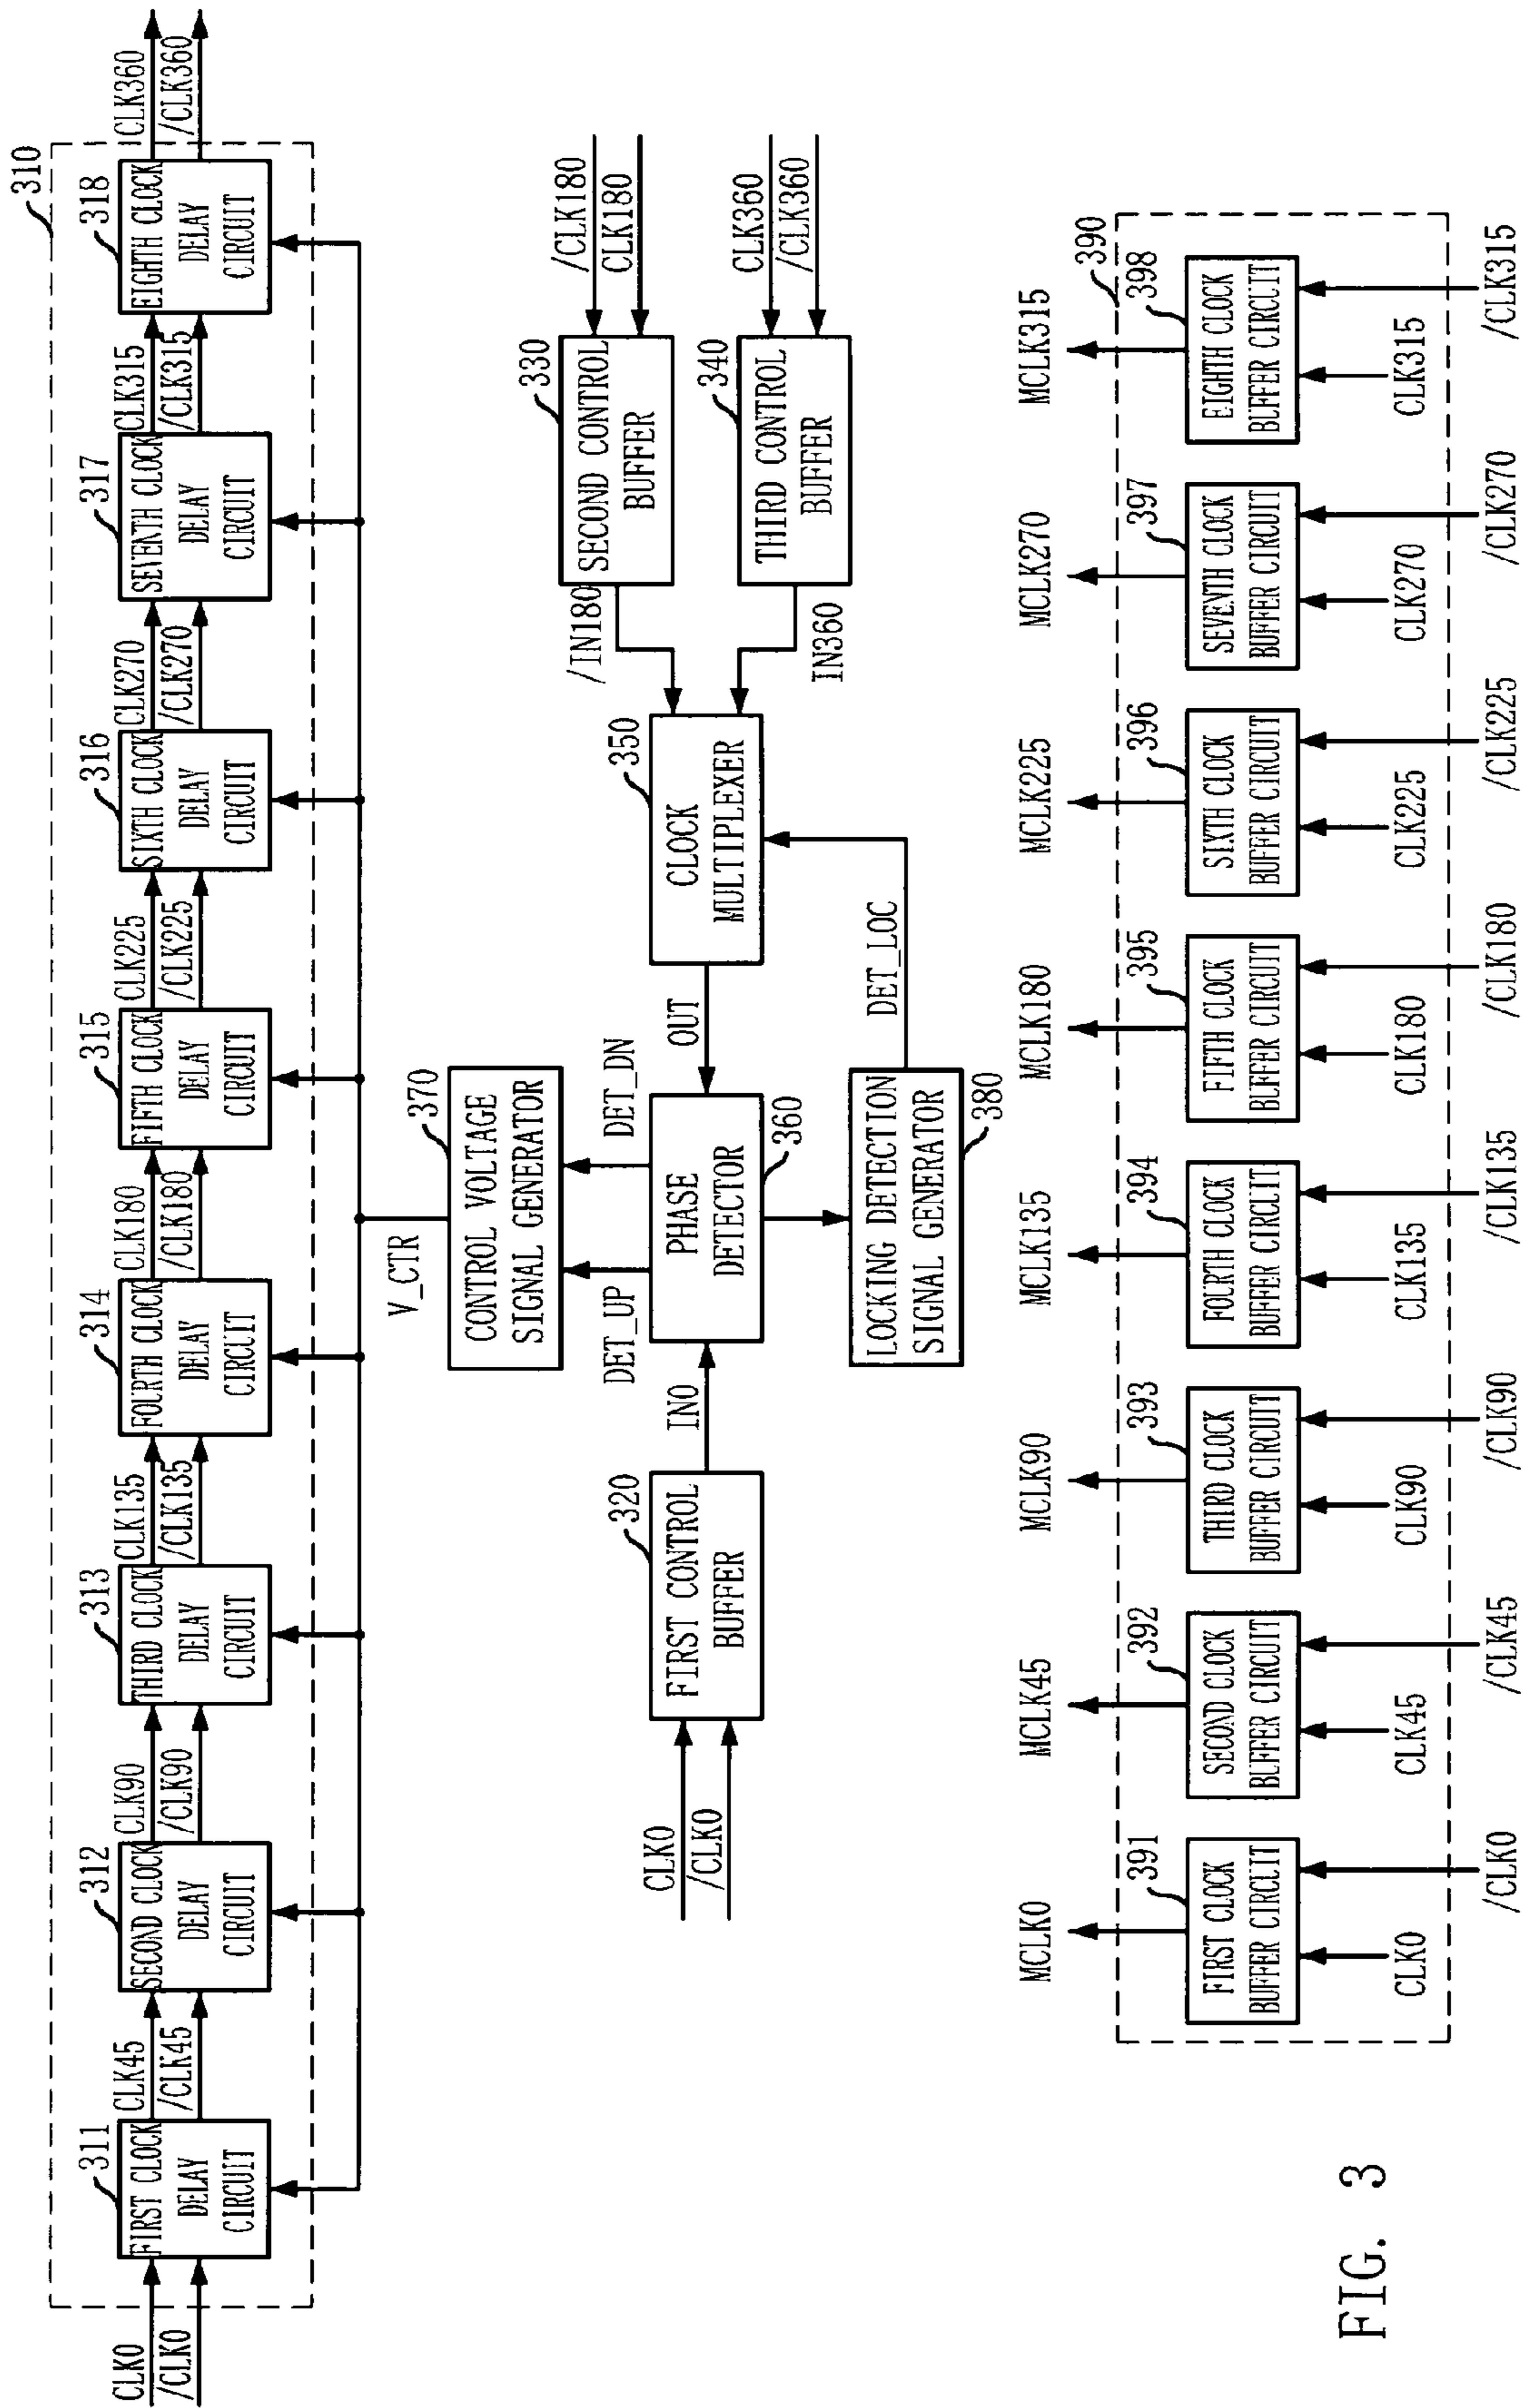 310
311
312
313
314
315
316
317
318
CLK0
/CLK0
FIRST CLOCK
DELAY
CIRCUIT
CLK45
/CLK45
SECOND CLOCK
DELAY
CIRCUIT
CLK90
/CLK90
THIRD CLOCK
DELAY
CIRCUIT
CLK135
/CLK135
FOURTH CLOCK
DELAY
CIRCUIT
CLK180
/CLK180
FIFTH CLOCK
DELAY
CIRCUIT
CLK225
/CLK225
SIXTH CLOCK
DELAY
CIRCUIT
CLK270
/CLK270
SEVENTH CLOCK
DELAY
CIRCUIT
CLK315
/CLK315
EIGHTH CLOCK
DELAY
CIRCUIT
CLK360
/CLK360
V_CTR
370
CONTROL VOLTAGE
SIGNAL GENERATOR
DET_UP
DET_DN
CLK0
/CLK0
320
FIRST CONTROL
BUFFER
IN0
PHASE
DETECTOR
360
OUT
350
CLOCK
MULTIPLEXER
/IN180
IN360
330
SECOND CONTROL
BUFFER
/CLK180
CLK180
340
THIRD CONTROL
BUFFER
CLK360
/CLK360
LOCKING DETECTION
SIGNAL GENERATOR
380
DET_LOC
390
MCLK0
391
FIRST CLOCK
BUFFER CIRCLIT
CLK0
/CLK0
MCLK45
392
SECOND CLOCK
BUFFER CIRCUIT
CLK45
/CLK45
MCLK90
393
THIRD CLOCK
BUFFER CIRCUIT
CLK90
/CLK90
MCLK135
394
FOURTH CLOCK
BUFFER CIRCLIT
CLK135
/CLK135
MCLK180
395
FIFTH CLOCK
BUFFER CIRCUIT
CLK180
/CLK180
MCLK225
396
SIXTH CLOCK
BUFFER CIRCUIT
CLK225
/CLK225
MCLK270
397
SEVENTH CLOCK
BUFFER CIRCUIT
CLK270
/CLK270
MCLK315
398
EIGHTH CLOCK
BUFFER CIRCUIT
CLK315
/CLK315
FIG. 3